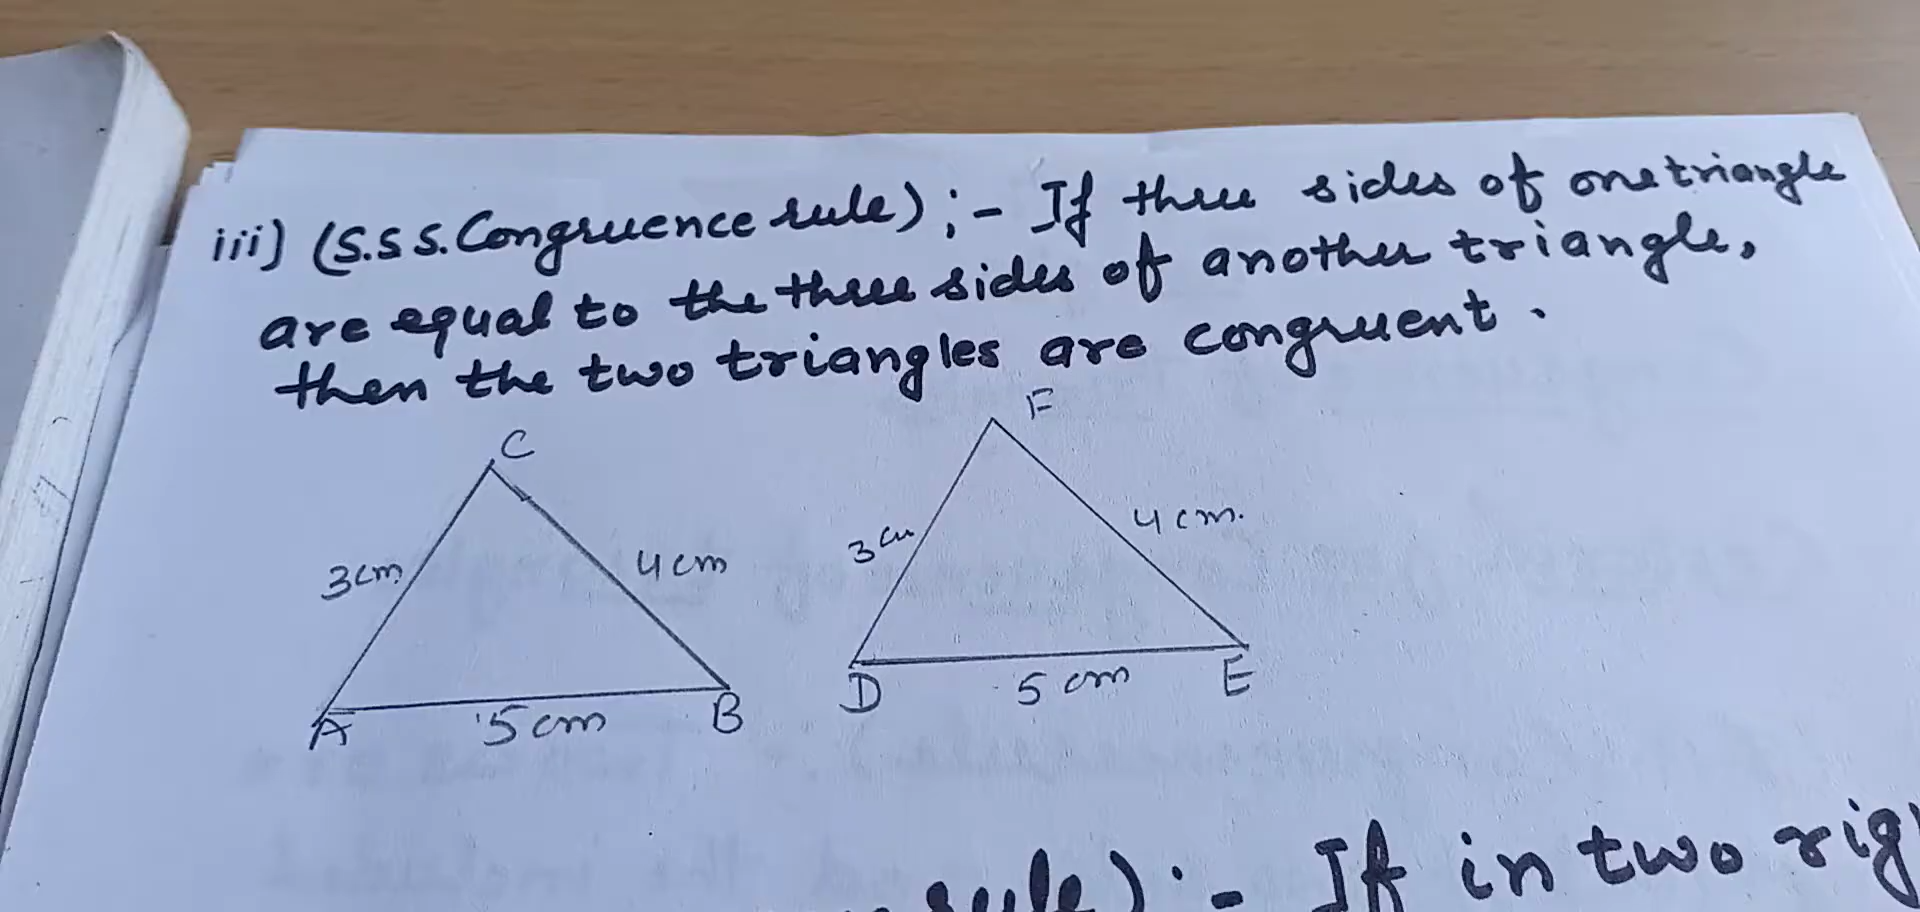 iii) (S.S S. Congruence rule) ; - If three sides of one triangle
are equal to the three sides of another triangle,
then the two triangles are congruent .
C
F
3cm
4cm
3cm
4cm.
A
5cm
B
D
5cm
E
rule) :- If in two